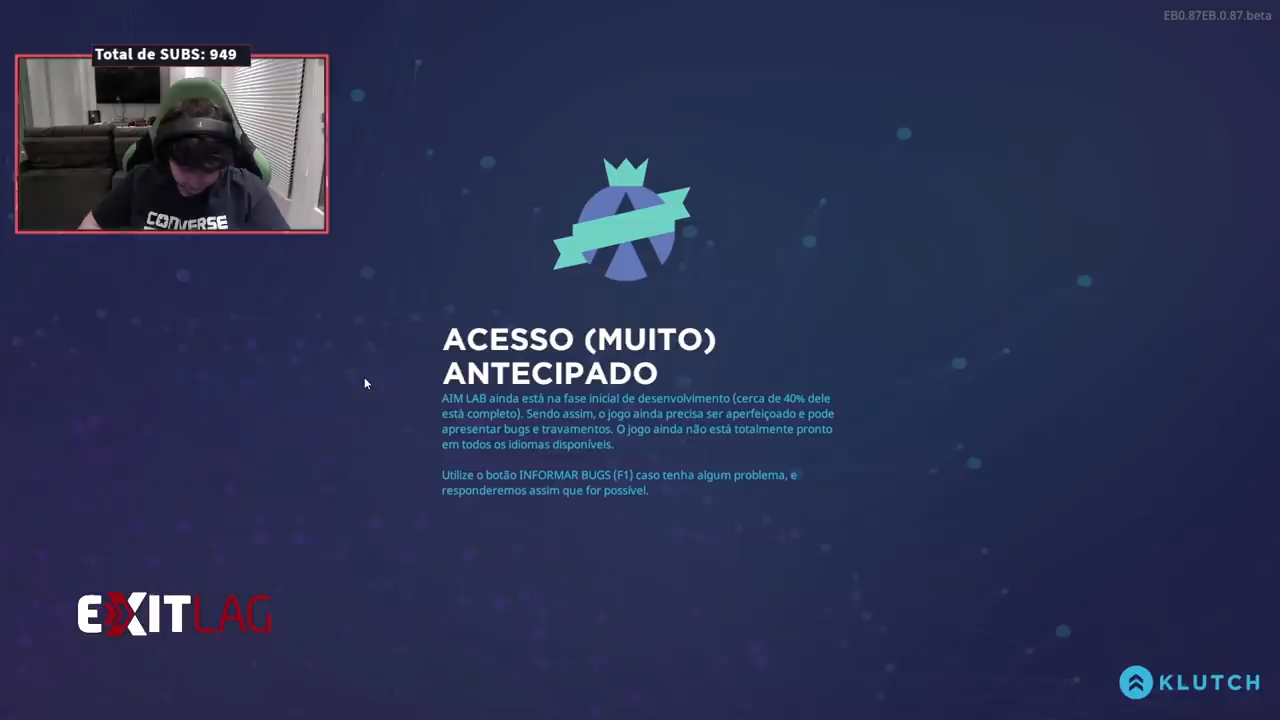 EB0.87EB.0.87.beta
Total de SUBS: 949
CONVERSE
ACESSO (MUITO)
ANTECIPADO
AIM LAB ainda está na fase inicial de desenvolvimento (cerca de 40% dele
está completo). Sendo assim, o jogo ainda precisa ser aperfeiçoado e pode
apresentar bugs e travamentos. O jogo ainda não está totalmente pronto
em todos os idiomas disponíveis.
Utilize o botão INFORMAR BUGS (F1) caso tenha algum problema, e
responderemos assim que for possível.
EXITLAG
KLUTCH